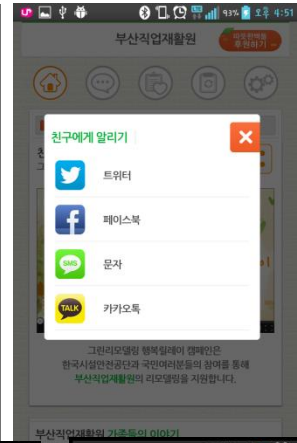 93% 오후 4:51
부산직업재활원
후원하기
친구에게 알리기
트위터
페이스북
SMS
문자
TALK
카카오톡
그린리모델링 행복릴레이 캠페인은
한국시설안전공단과 국민여러분들의 참여를 통해
부산직업재활원의 리모델링을 지원합니다.
부산직업재활원 가족들의 이야기